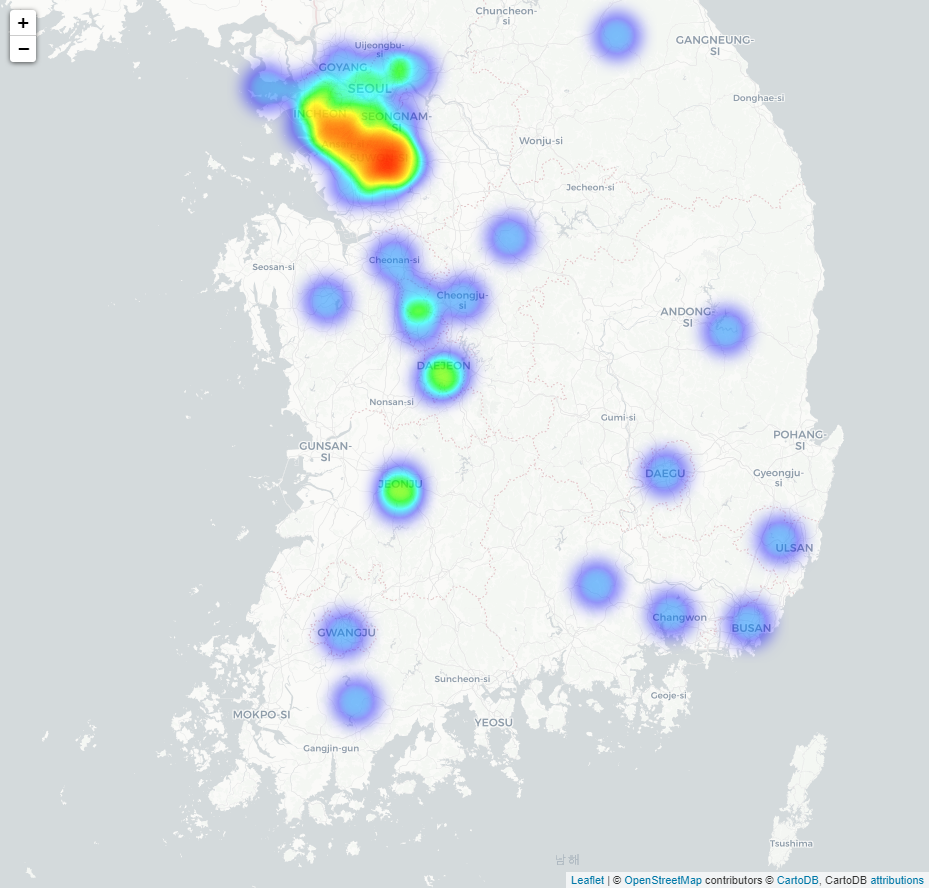 +
−
Chuncheon-
si
GANGNEUNG-
SI
Uijeongbu-
si
GOYANG
SEOUL
Donghae-si
INCHEON
SEONGNAM-
SI
Wonju-si
Jecheon-si
Cheonan-si
Seosan-si
Cheongju-
si
ANDONG-
SI
DAEJEON
Nonsan-si
Gumi-si
GUNSAN-
SI
POHANG-
SI
JEONJU
DAEGU
Gyeongju-
si
ULSAN
Changwon
BUSAN
GWANGJU
Suncheon-si
Geoje-si
MOKPO-SI
YEOSU
Gangjin-gun
Tsushima
남해
Leaflet | © OpenStreetMap contributors © CartoDB, CartoDB attributions